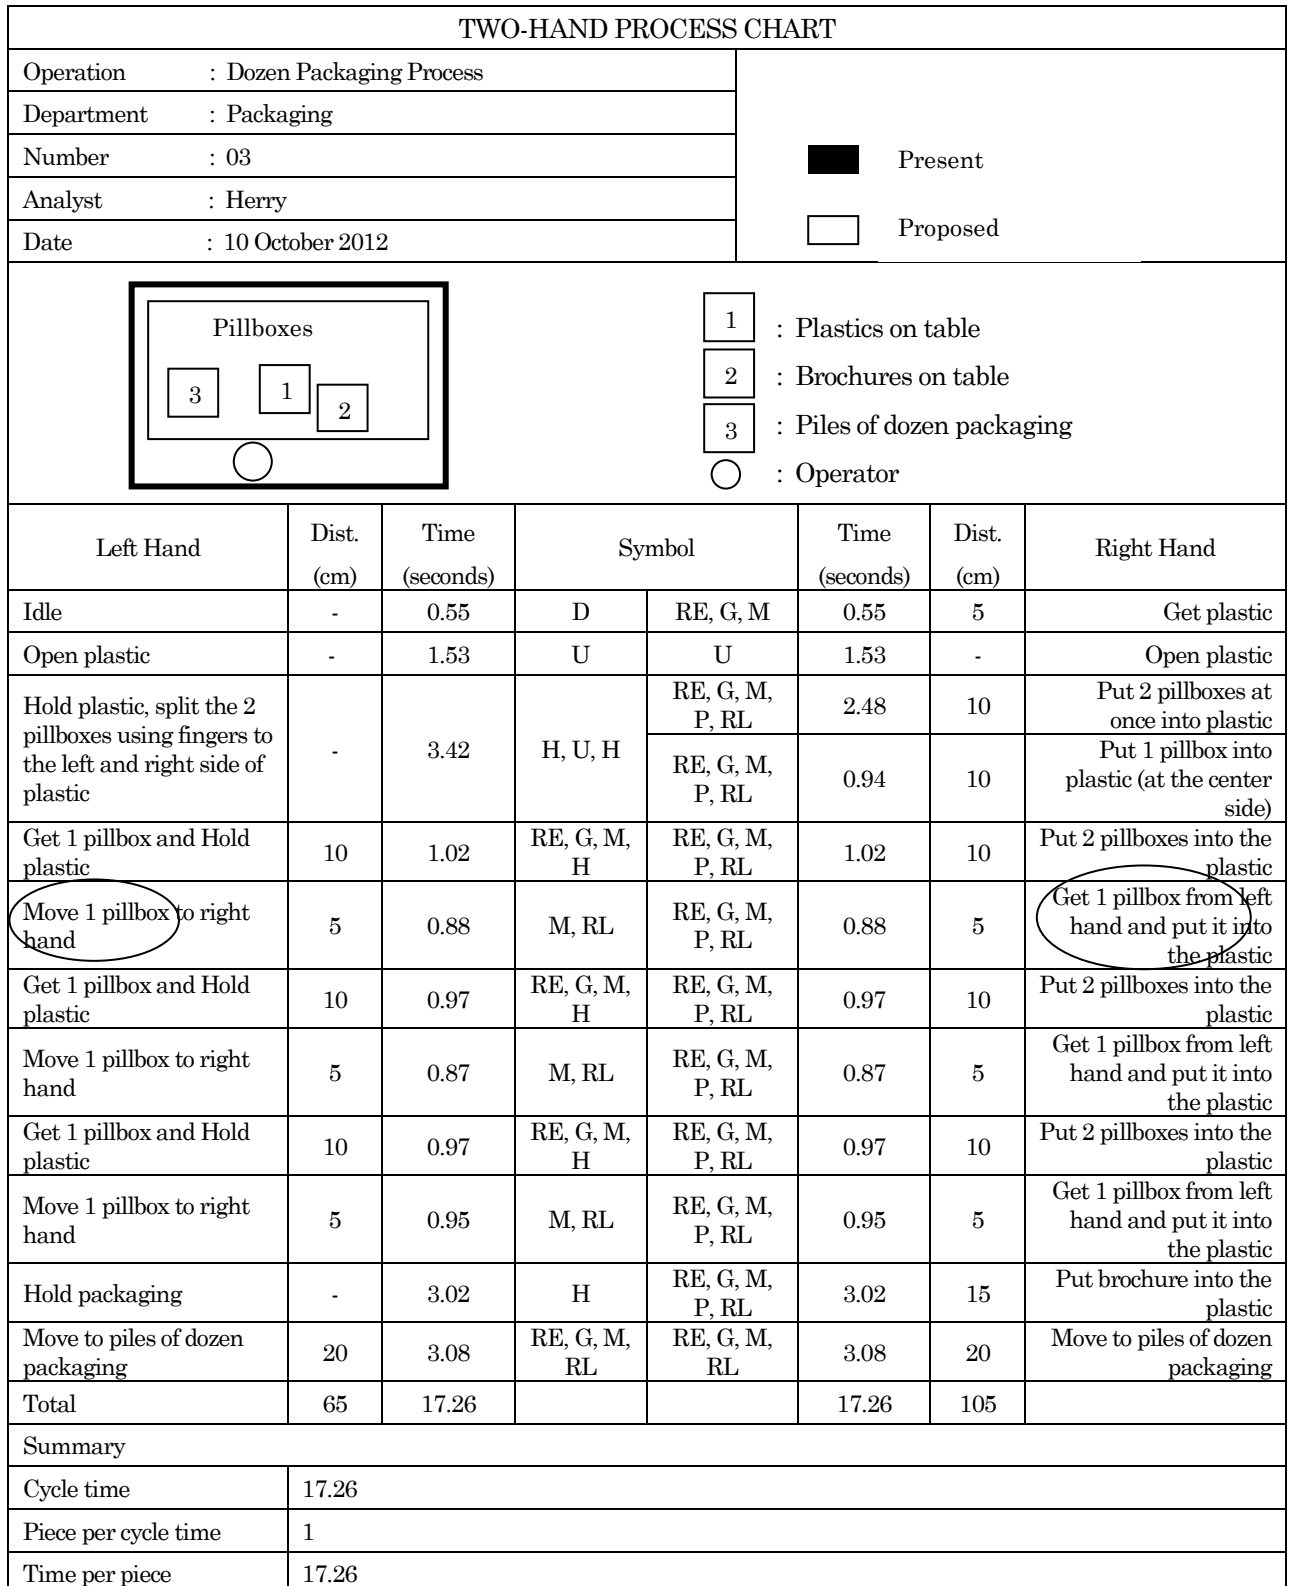 TWO-HAND PROCESS CHART
Operation : Dozen Packaging Process
Department : Packaging
Number : 03
Analyst : Herry
Date : 10 October 2012
Present
Proposed
Pillboxes
3
1
2
1 : Plastics on table
2 : Brochures on table
3 : Piles of dozen packaging
: Operator
Left Hand Dist. (cm) Time (seconds) Symbol Time (seconds) Dist. (cm) Right Hand
Idle - 0.55 D RE, G, M 0.55 5 Get plastic
Open plastic - 1.53 U U 1.53 - Open plastic
Hold plastic, split the 2
pillboxes using fingers to
the left and right side of
plastic
- 3.42 H, U, H
RE, G, M,
P, RL
2.48 10
Put 2 pillboxes at
once into plastic
RE, G, M,
P, RL
0.94 10
Put 1 pillbox into
plastic (at the center
side)
Get 1 pillbox and Hold
plastic
10 1.02
RE, G, M,
H
RE, G, M,
P, RL
1.02 10
Put 2 pillboxes into the
plastic
Move 1 pillbox to right
hand
5 0.88 M, RL
RE, G, M,
P, RL
0.88 5
Get 1 pillbox from left
hand and put it into
the plastic
Get 1 pillbox and Hold
plastic
10 0.97
RE, G, M,
H
RE, G, M,
P, RL
0.97 10
Put 2 pillboxes into the
plastic
Move 1 pillbox to right
hand
5 0.87 M, RL
RE, G, M,
P, RL
0.87 5
Get 1 pillbox from left
hand and put it into
the plastic
Get 1 pillbox and Hold
plastic
10 0.97
RE, G, M,
H
RE, G, M,
P, RL
0.97 10
Put 2 pillboxes into the
plastic
Move 1 pillbox to right
hand
5 0.95 M, RL
RE, G, M,
P, RL
0.95 5
Get 1 pillbox from left
hand and put it into
the plastic
Hold packaging - 3.02 H
RE, G, M,
P, RL
3.02 15
Put brochure into the
plastic
Move to piles of dozen
packaging
20 3.08
RE, G, M,
RL
RE, G, M,
RL
3.08 20
Move to piles of dozen
packaging
Total 65 17.26 17.26 105
Summary
Cycle time 17.26
Piece per cycle time 1
Time per piece 17.26